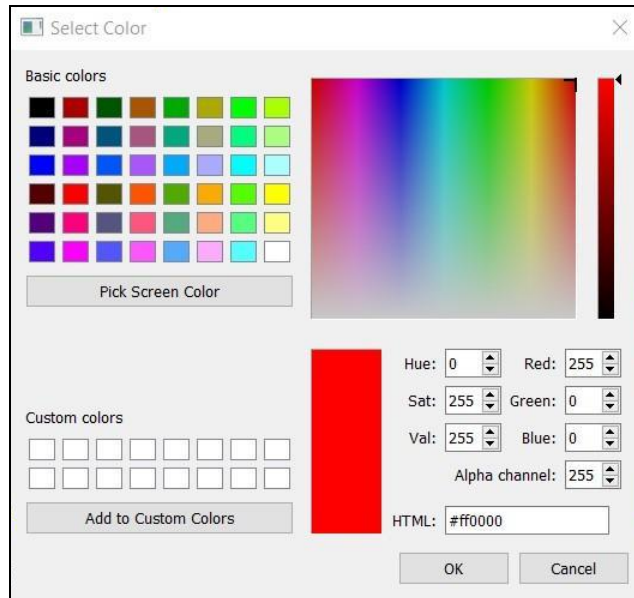 Select Color
Basic colors
Pick Screen Color
Custom colors
Add to Custom Colors
Hue: 0 Red: 255
Sat: 255 Green: 0
Val: 255 Blue: 0
Alpha channel: 255
HTML: #ff0000
OK Cancel